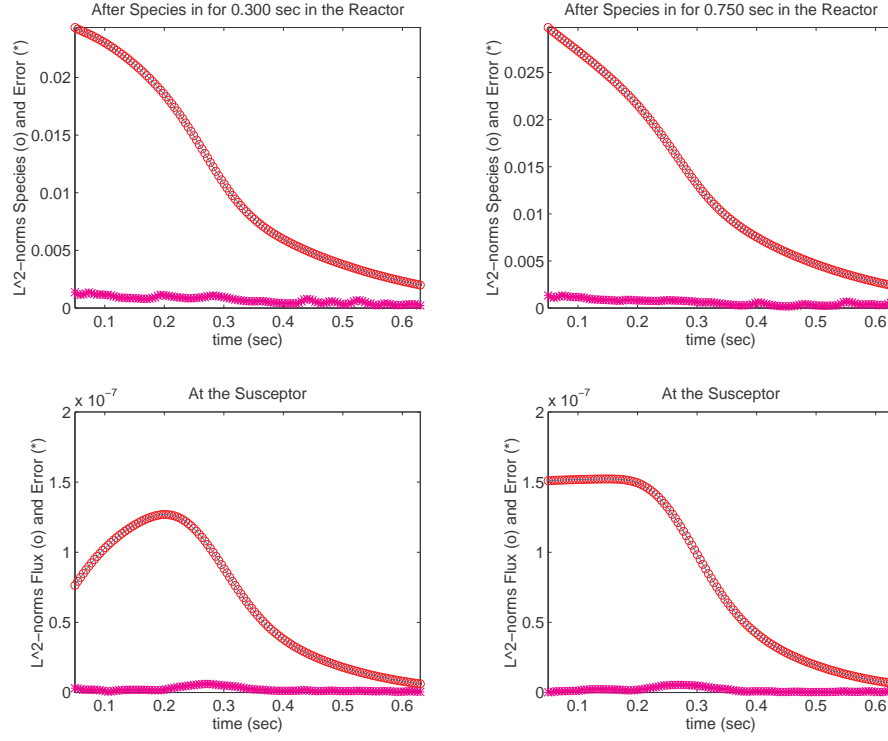 After Species in for 0.300 sec in the Reactor
L^2−norms Species (o) and Error (*)
0.02
0.015
0.01
0.005
0
0.1 0.2 0.3 0.4 0.5 0.6
time (sec)
After Species in for 0.750 sec in the Reactor
L^2−norms Species (o) and Error (*)
0.025
0.02
0.015
0.01
0.005
0
0.1 0.2 0.3 0.4 0.5 0.6
time (sec)
x 10−7
At the Susceptor
L^2−norms Flux (o) and Error (*)
2
1.5
1
0.5
0
0.1 0.2 0.3 0.4 0.5 0.6
time (sec)
x 10−7
At the Susceptor
L^2−norms Flux (o) and Error (*)
2
1.5
1
0.5
0
0.1 0.2 0.3 0.4 0.5 0.6
time (sec)